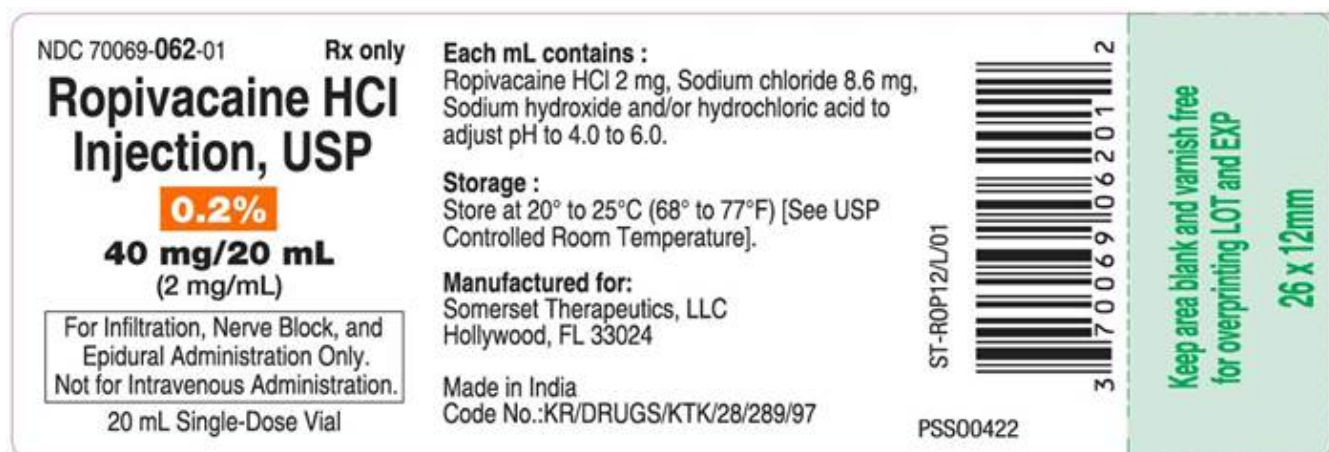 NDC 70069-062-01 Rx only
Ropivacaine HCl
Injection, USP
0.2%
40 mg/20 mL
(2 mg/mL)
For Infiltration, Nerve Block, and
Epidural Administration Only.
Not for Intravenous Administration.
20 mL Single-Dose Vial
Each mL contains :
Ropivacaine HCl 2 mg, Sodium chloride 8.6 mg,
Sodium hydroxide and/or hydrochloric acid to
adjust pH to 4.0 to 6.0.
Storage :
Store at 20° to 25°C (68° to 77°F) [See USP
Controlled Room Temperature].
Manufactured for:
Somerset Therapeutics, LLC
Hollywood, FL 33024
Made in India
Code No.:KR/DRUGS/KTK/28/289/97
ST-ROP12/L/01
3 70069 06201 2
PSS00422
Keep area blank and varnish free
for overprinting LOT and EXP
26 x 12mm